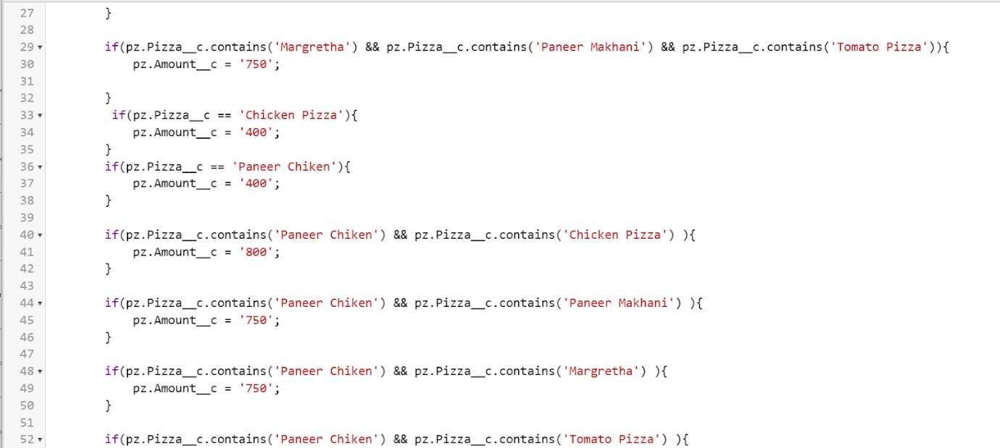 27 }
28
29 if(pz.Pizza__c.contains('Margretha') && pz.Pizza__c.contains('Paneer Makhani') && pz.Pizza__c.contains('Tomato Pizza')){
30 pz.Amount__c = '750';
31
32 }
33 if(pz.Pizza__c == 'Chicken Pizza'){
34 pz.Amount__c = '400';
35 }
36 if(pz.Pizza__c == 'Paneer Chiken'){
37 pz.Amount__c = '400';
38 }
39
40 if(pz.Pizza__c.contains('Paneer Chiken') && pz.Pizza__c.contains('Chicken Pizza') ){
41 pz.Amount__c = '800';
42 }
43
44 if(pz.Pizza__c.contains('Paneer Chiken') && pz.Pizza__c.contains('Paneer Makhani') ){
45 pz.Amount__c = '750';
46 }
47
48 if(pz.Pizza__c.contains('Paneer Chiken') && pz.Pizza__c.contains('Margretha') ){
49 pz.Amount__c = '750';
50 }
51
52 if(pz.Pizza__c.contains('Paneer Chiken') && pz.Pizza__c.contains('Tomato Pizza') ){